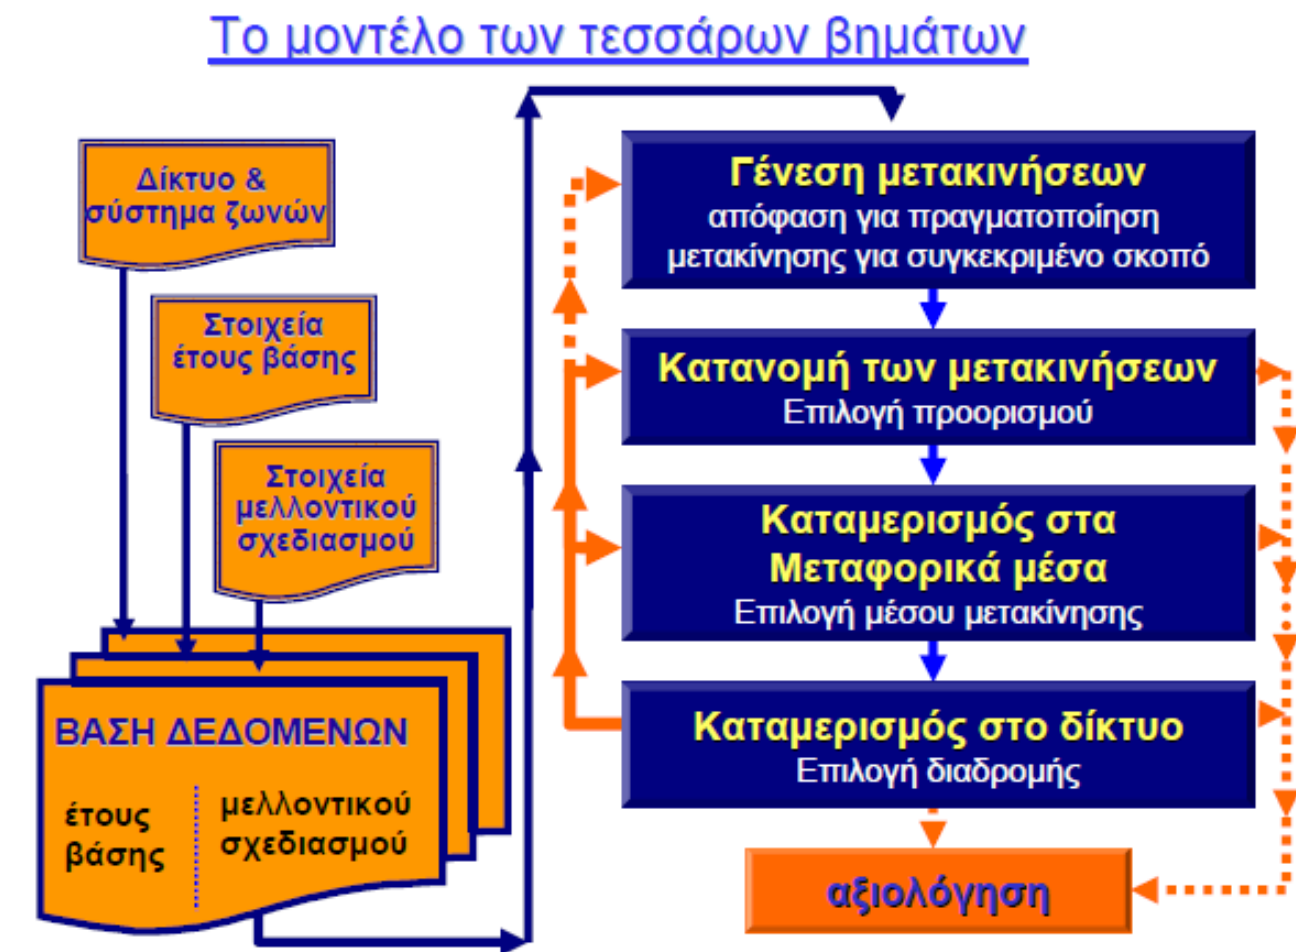 Το μοντέλο των τεσσάρων βημάτων
Δίκτυο &
σύστημα ζωνών
Στοιχεία
έτους βάσης
Στοιχεία
μελλοντικού
σχεδιασμού
ΒΑΣΗ ΔΕΔΟΜΕΝΩΝ
έτους
βάσης
μελλοντικού
σχεδιασμού
Γένεση μετακινήσεων
απόφαση για πραγματοποίηση
μετακίνησης για συγκεκριμένο σκοπό
Κατανομή των μετακινήσεων
Επιλογή προορισμού
Καταμερισμός στα
Μεταφορικά μέσα
Επιλογή μέσου μετακίνησης
Καταμερισμός στο δίκτυο
Επιλογή διαδρομής
αξιολόγηση